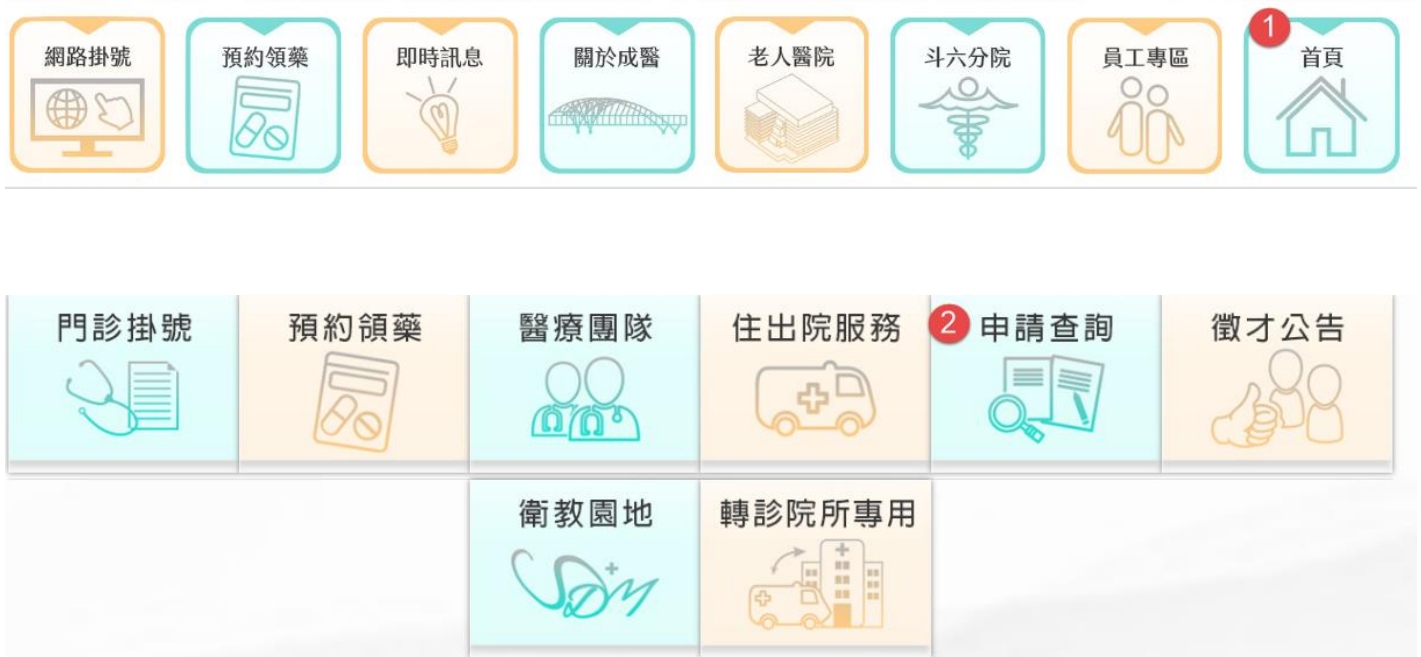 網路掛號
預約領藥
即時訊息
關於成醫
老人醫院
斗六分院
員工專區
1
首頁
門診掛號
預約領藥
醫療團隊
住出院服務
2
申請查詢
徵才公告
衛教園地
轉診院所專用
SDM